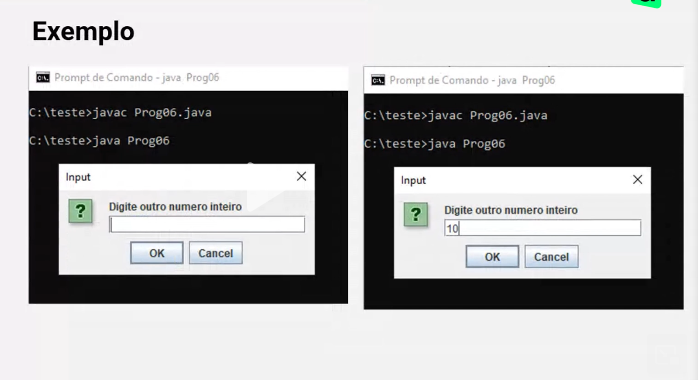 Exemplo
Prompt de Comando - java Prog06
C:\teste>javac Prog06.java
C:\teste>java Prog06
Input
?
Digite outro numero inteiro
OK
Cancel
Prompt de Comando - java Prog06
C:\teste>javac Prog06.java
C:\teste>java Prog06
Input
?
Digite outro numero inteiro
10
OK
Cancel